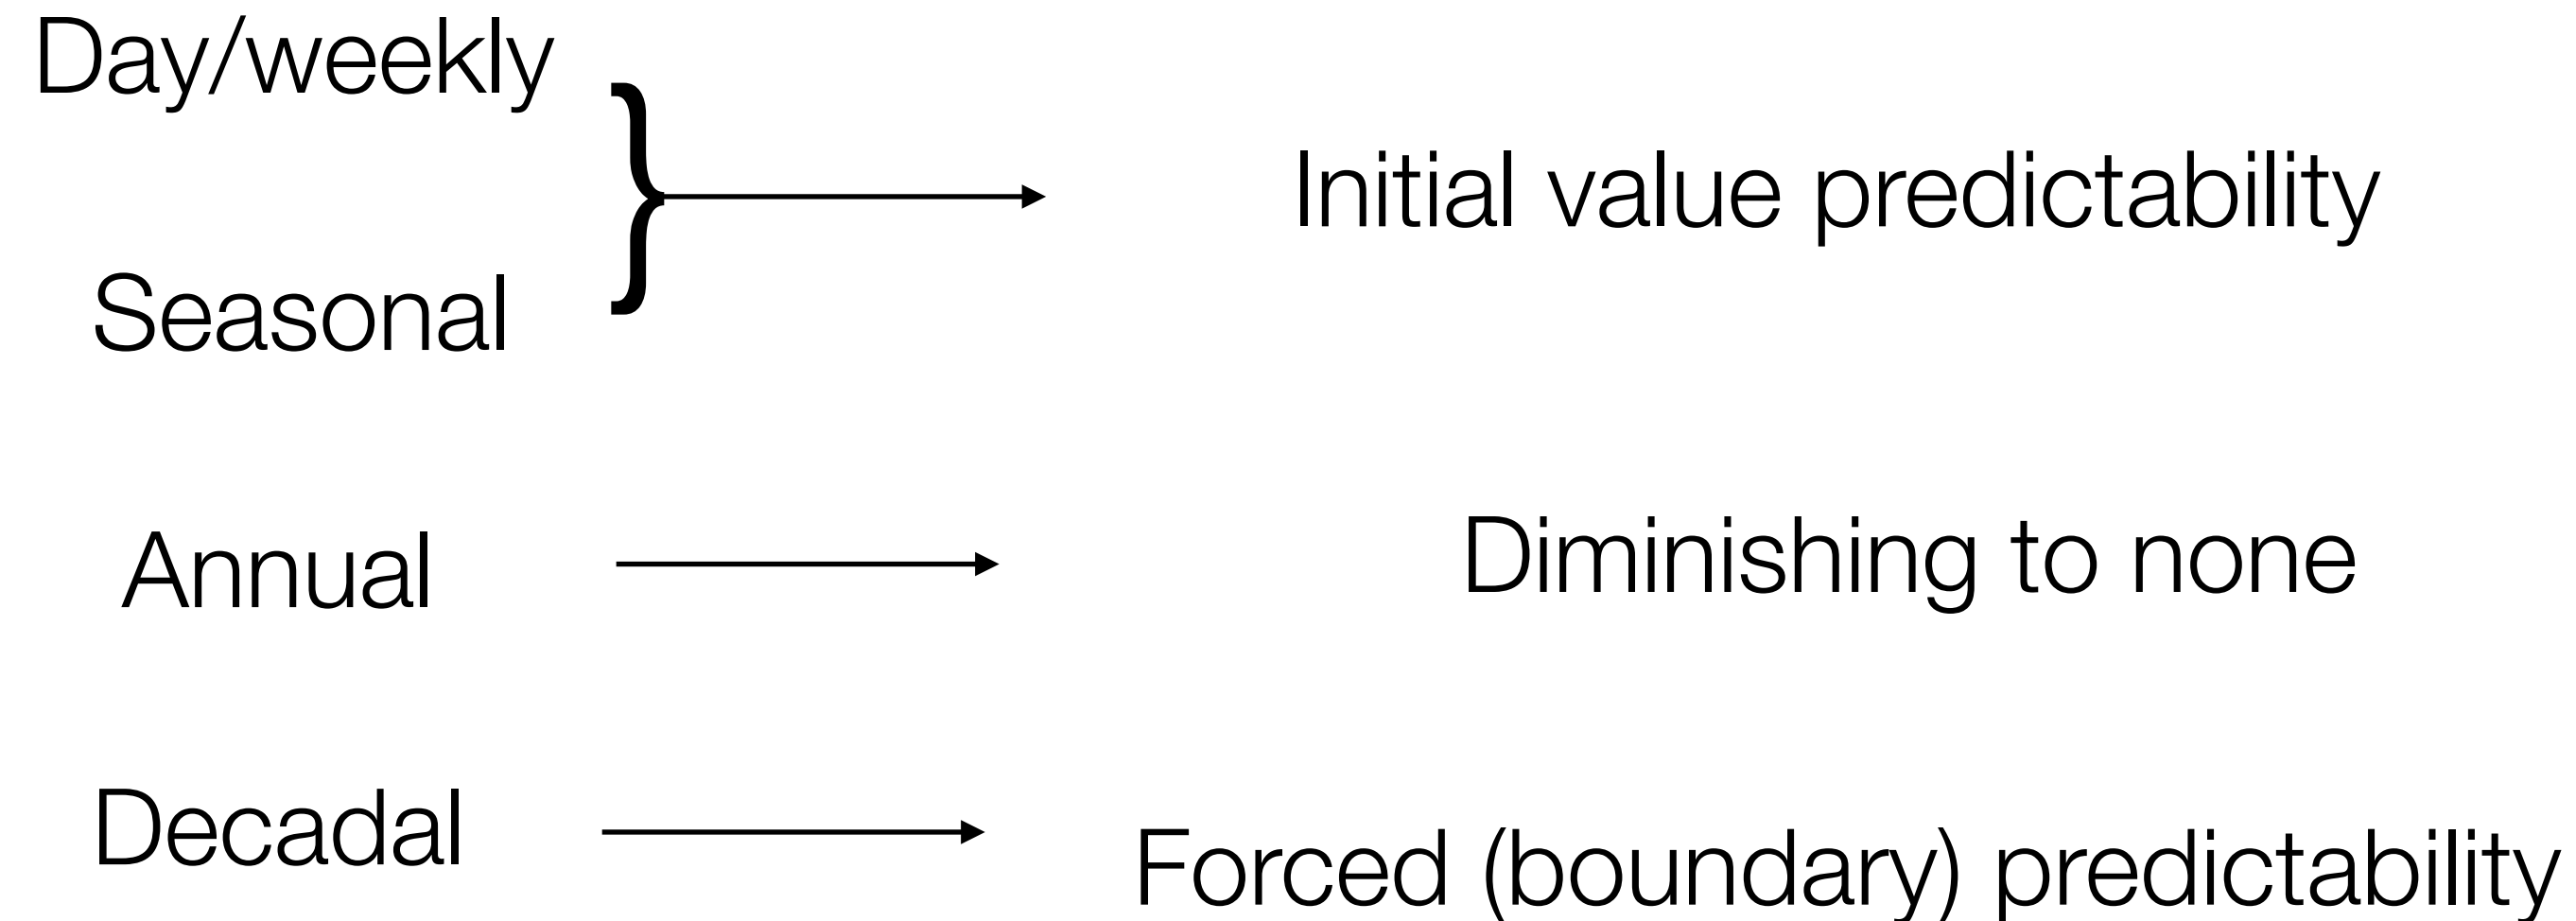 Day/weekly
Seasonal
Initial value predictability
Annual
Diminishing to none
Decadal
Forced (boundary) predictability